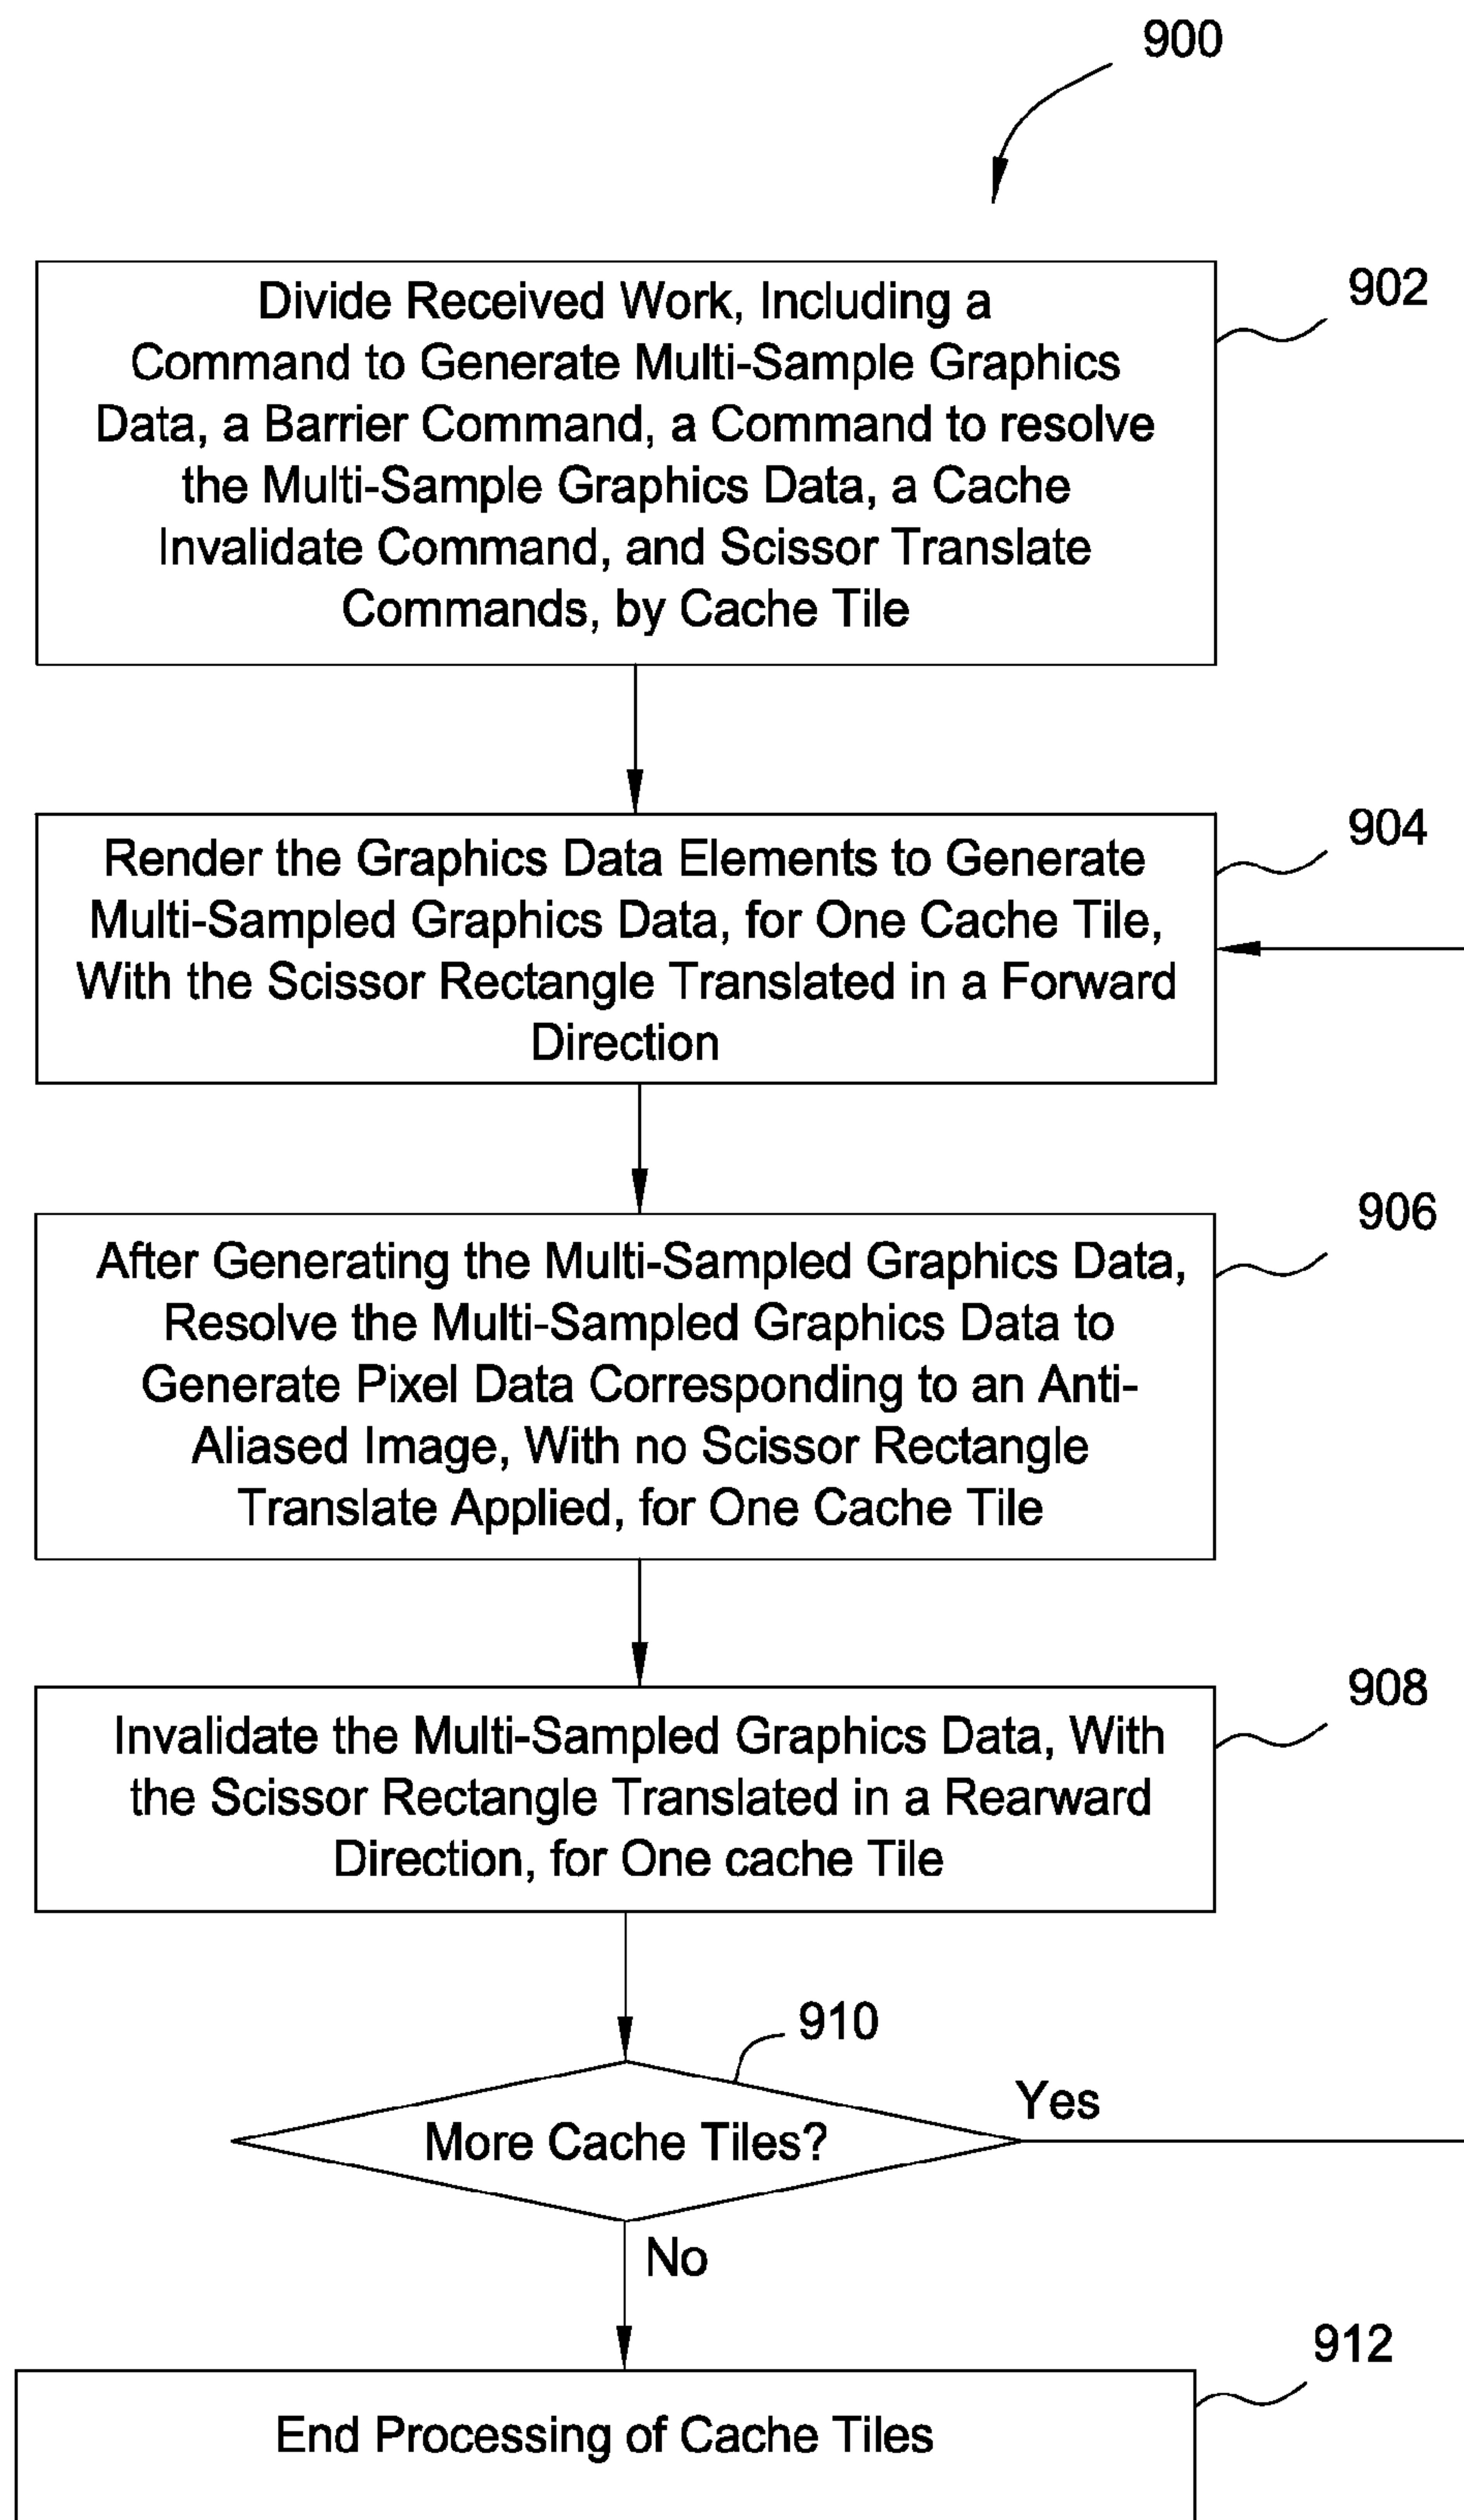 900
902
Divide Received Work, Including a
Command to Generate Multi-Sample Graphics
Data, a Barrier Command, a Command to resolve
the Multi-Sample Graphics Data, a Cache
Invalidate Command, and Scissor Translate
Commands, by Cache Tile
904
Render the Graphics Data Elements to Generate
Multi-Sampled Graphics Data, for One Cache Tile,
With the Scissor Rectangle Translated in a Forward
Direction
906
After Generating the Multi-Sampled Graphics Data,
Resolve the Multi-Sampled Graphics Data to
Generate Pixel Data Corresponding to an Anti-
Aliased Image, With no Scissor Rectangle
Translate Applied, for One Cache Tile
908
Invalidate the Multi-Sampled Graphics Data, With
the Scissor Rectangle Translated in a Rearward
Direction, for One cache Tile
910
More Cache Tiles?
Yes
No
912
End Processing of Cache Tiles